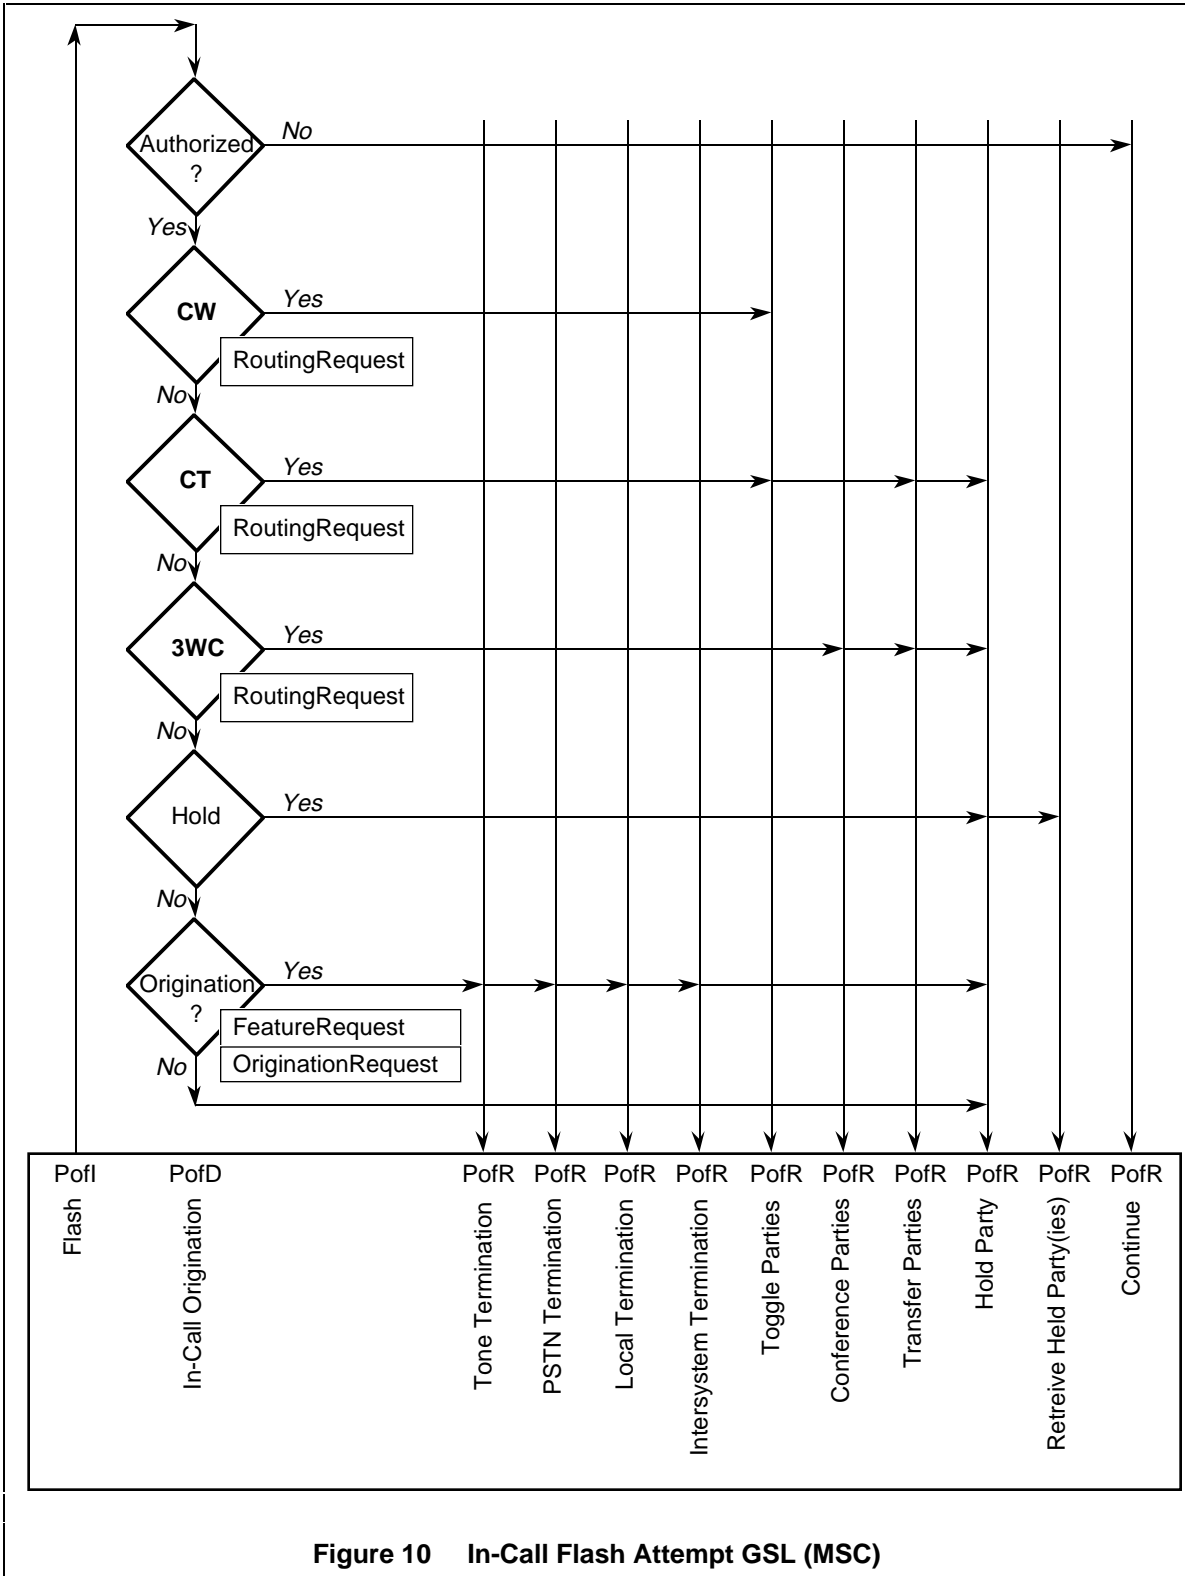 Authorized
?
No
Yes
CW
Yes
RoutingRequest
No
CT
Yes
RoutingRequest
No
3WC
Yes
RoutingRequest
No
Hold
Yes
No
Origination
?
Yes
FeatureRequest
OriginationRequest
No
PofI PofD PofR PofR PofR PofR PofR PofR PofR PofR PofR PofR
Flash
In-Call Origination
Tone Termination
PSTN Termination
Local Termination
Intersystem Termination
Toggle Parties
Conference Parties
Transfer Parties
Hold Party
Retreive Held Party(ies)
Continue
Figure 10 In-Call Flash Attempt GSL (MSC)